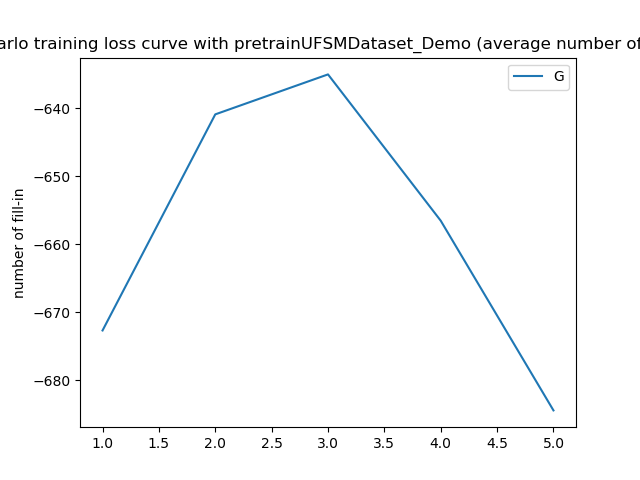 arlo training loss curve with pretrainUFSMDataset_Demo (average number of
G
number of fill-in
−640
−650
−660
−670
−680
1.0 1.5 2.0 2.5 3.0 3.5 4.0 4.5 5.0